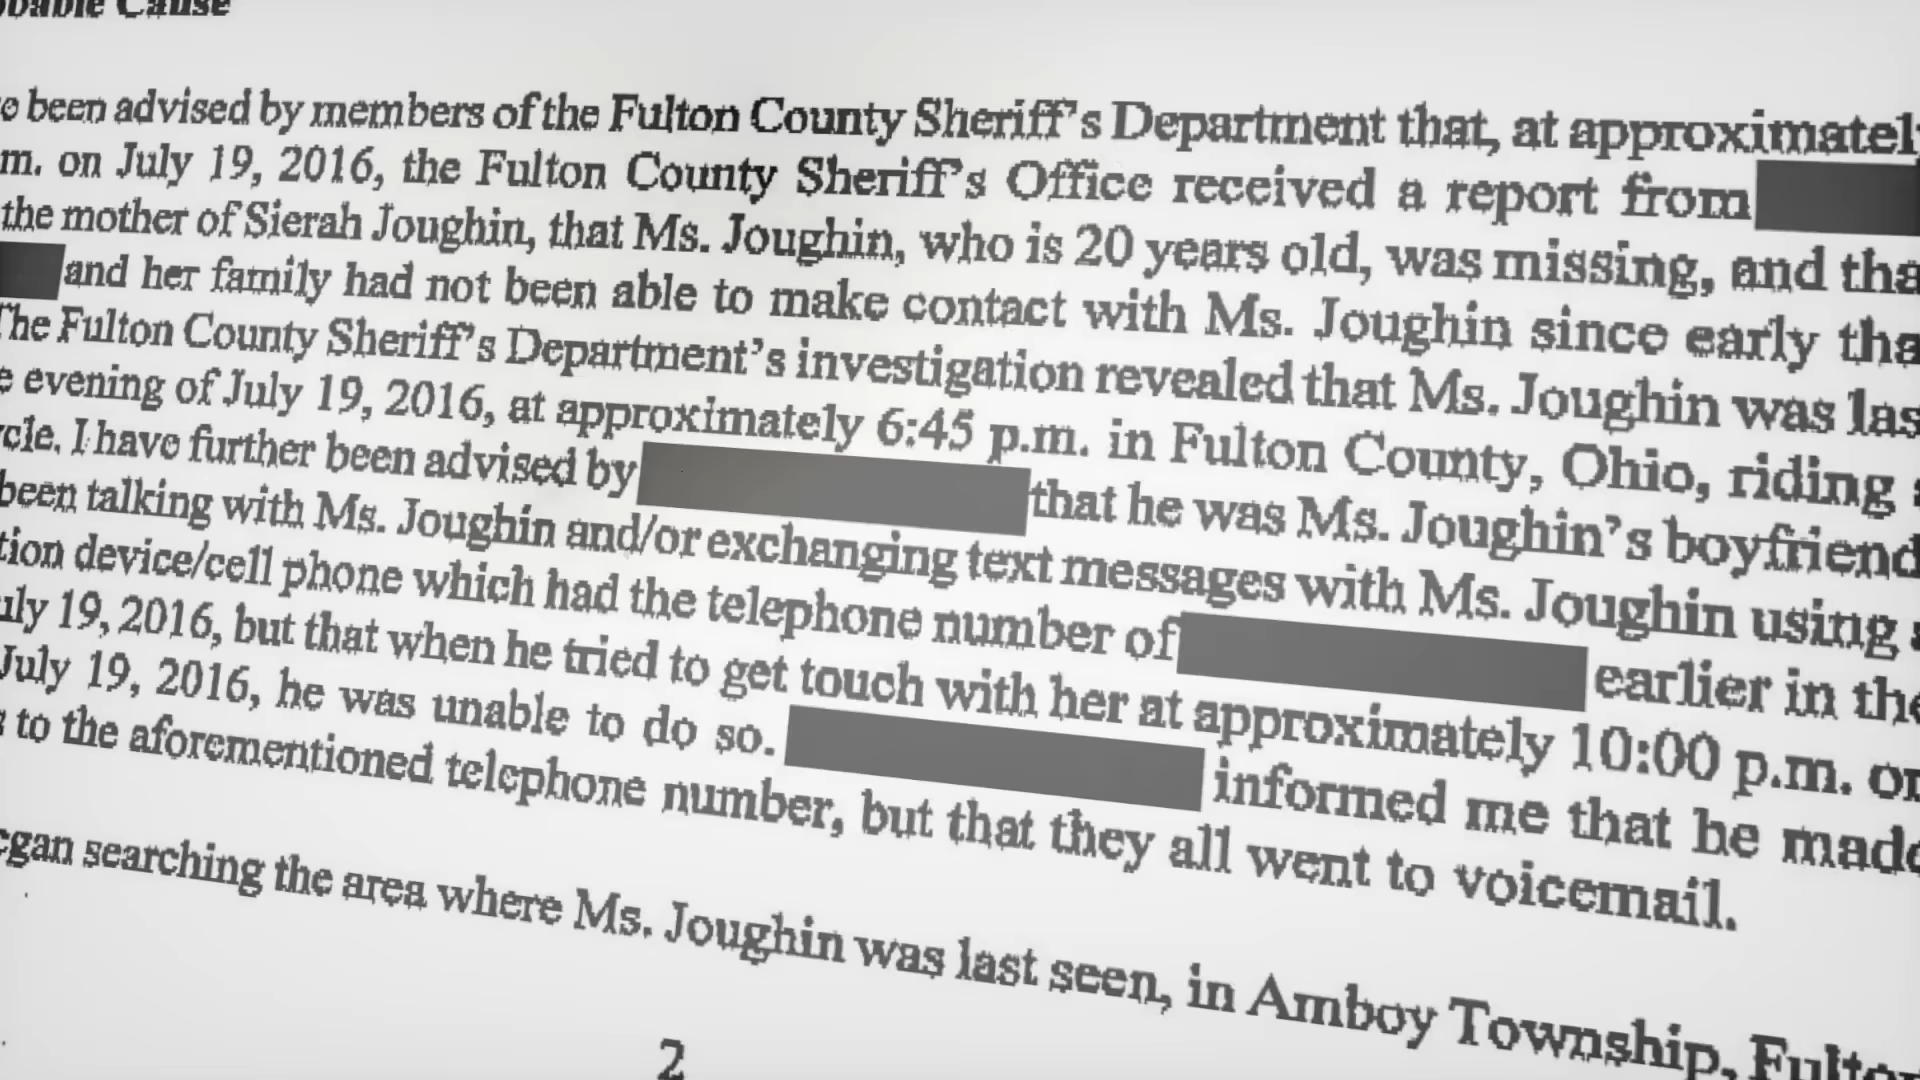 obable Cause
e been advised by members of the Fulton County Sheriff's Department that, at approximately
m. on July 19, 2016, the Fulton County Sheriff's Office received a report from
the mother of Sierah Joughin, that Ms. Joughin, who is 20 years old, was missing, and tha
and her family had not been able to make contact with Ms. Joughin since early tha
The Fulton County Sheriff's Department's investigation revealed that Ms. Joughin was las
e evening of July 19, 2016, at approximately 6:45 p.m. in Fulton County, Ohio, riding a
ycle. I have further been advised by that he was Ms. Joughin's boyfriend
been talking with Ms. Joughin and/or exchanging text messages with Ms. Joughin using a
tion device/cell phone which had the telephone number of earlier in the
uly 19, 2016, but that when he tried to get touch with her at approximately 10:00 p.m. on
July 19, 2016, he was unable to do so. informed me that he made
s to the aforementioned telephone number, but that they all went to voicemail.
egan searching the area where Ms. Joughin was last seen, in Amboy Township, Fulton
2